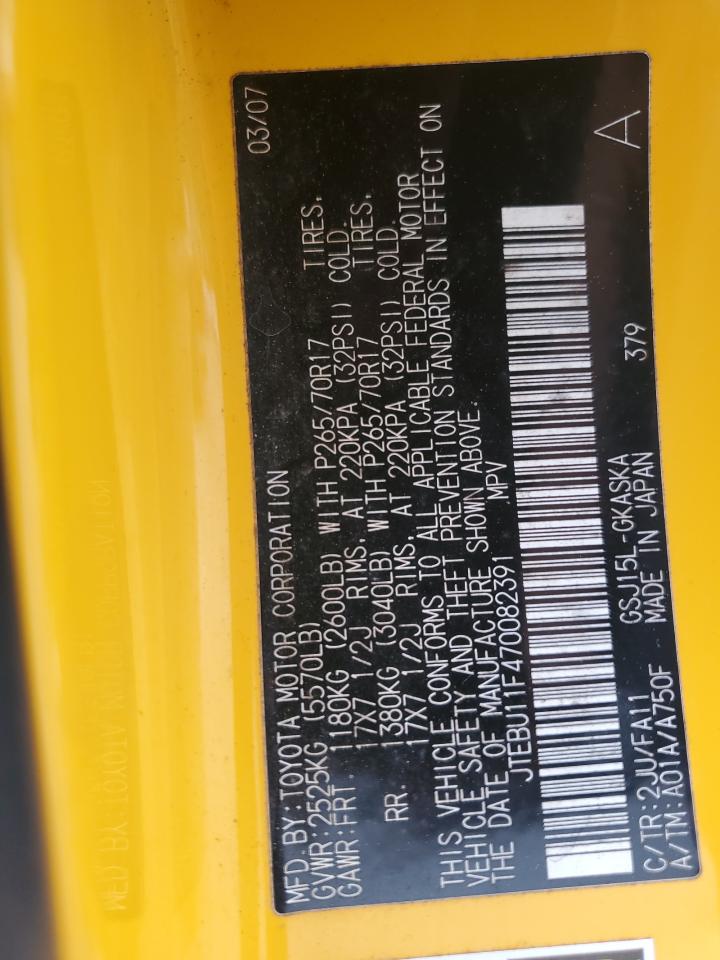 MFD. BY:TOYOTA MOTOR CORPORATION 03/07
GVWR:2525KG (5570LB)
GAWR:FRT. 1180KG (2600LB) WITH P265/70R17 TIRES,
17X7 1/2J RIMS, AT 220KPA (32PSI) COLD.
RR. 1380KG (3040LB) WITH P265/70R17 TIRES,
17X7 1/2J RIMS, AT 220KPA (32PSI) COLD.
THIS VEHICLE CONFORMS TO ALL APPLICABLE FEDERAL MOTOR
VEHICLE SAFETY AND THEFT PREVENTION STANDARDS IN EFFECT ON
THE DATE OF MANUFACTURE SHOWN ABOVE.
JTEBU11F470082391 MPV
C/TR:2JU/FA11 GSJ15L-GKASKA 379 A
A/TM:A01A/A750F MADE IN JAPAN